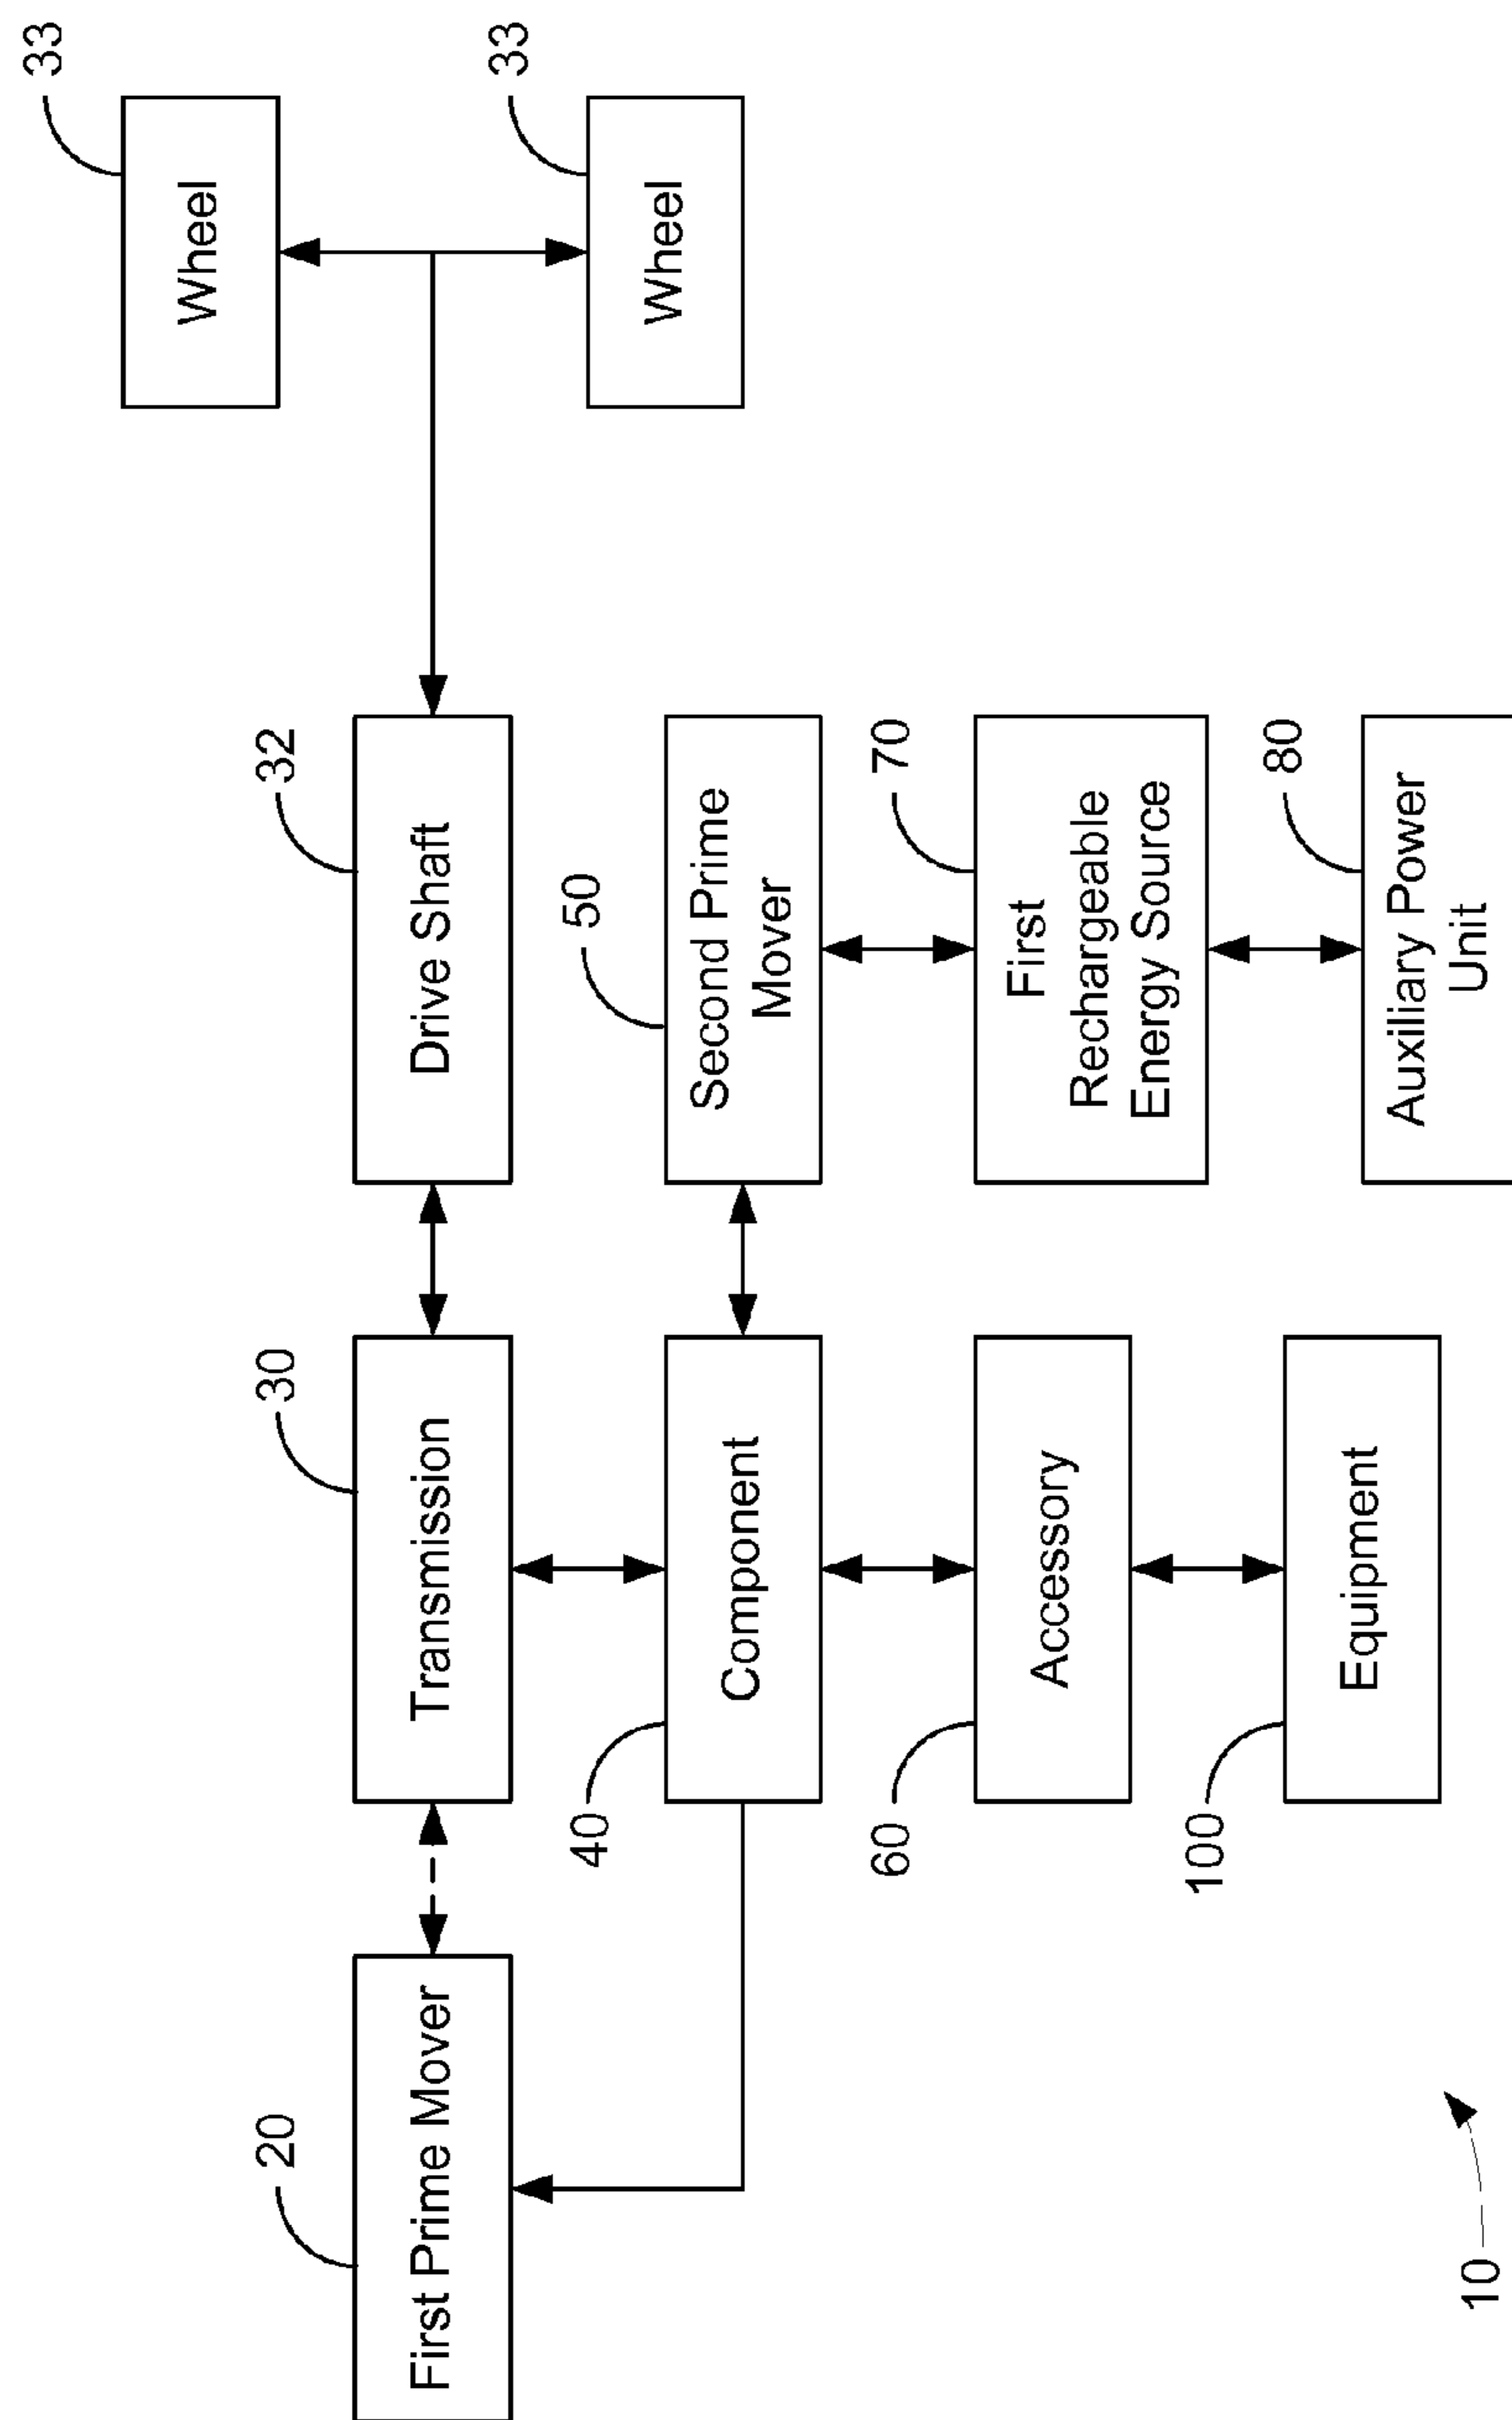 33
Wheel
33
Wheel
20
First Prime Mover
30
Transmission
32
Drive Shaft
40
Component
50
Second Prime
Mover
60
Accessory
70
First
Rechargeable
Energy Source
100
Equipment
80
Auxiliary Power
Unit
10